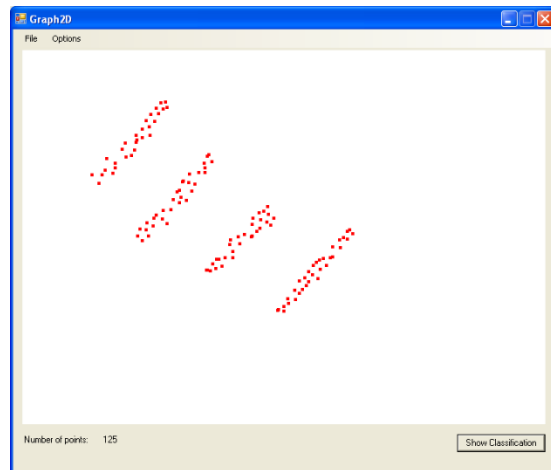 Graph2D
File Options
Number of points: 125
Show Classification